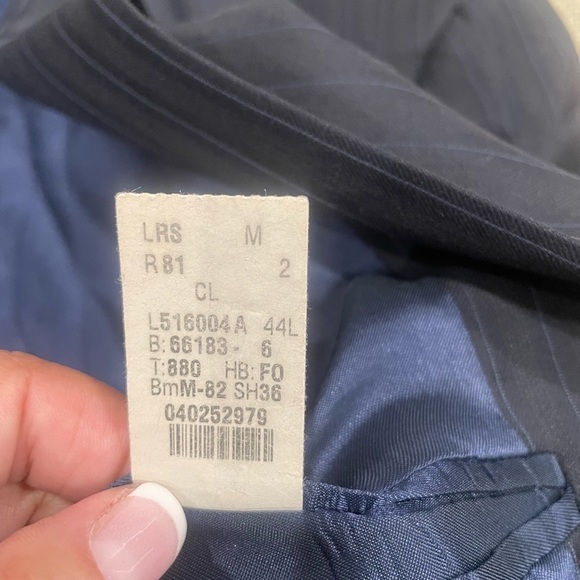 LRS M
R81 2
CL
L516004A 44L
B: 66183- 6
T:880 HB: FO
BmM-82 SH36
040252979